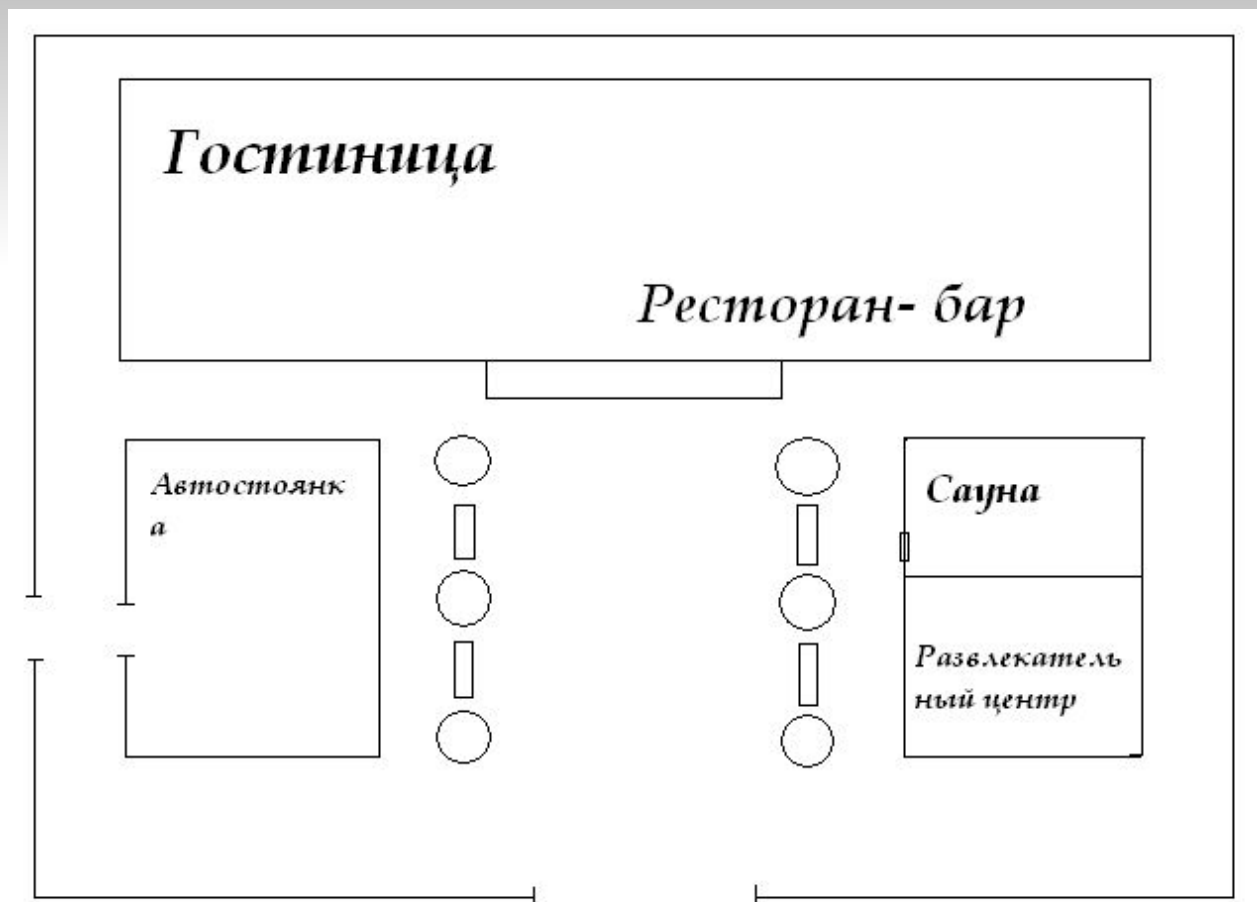 Гостиница
Ресторан- бар
Автостоянк
а
Сауна
Развлекатель
ный центр